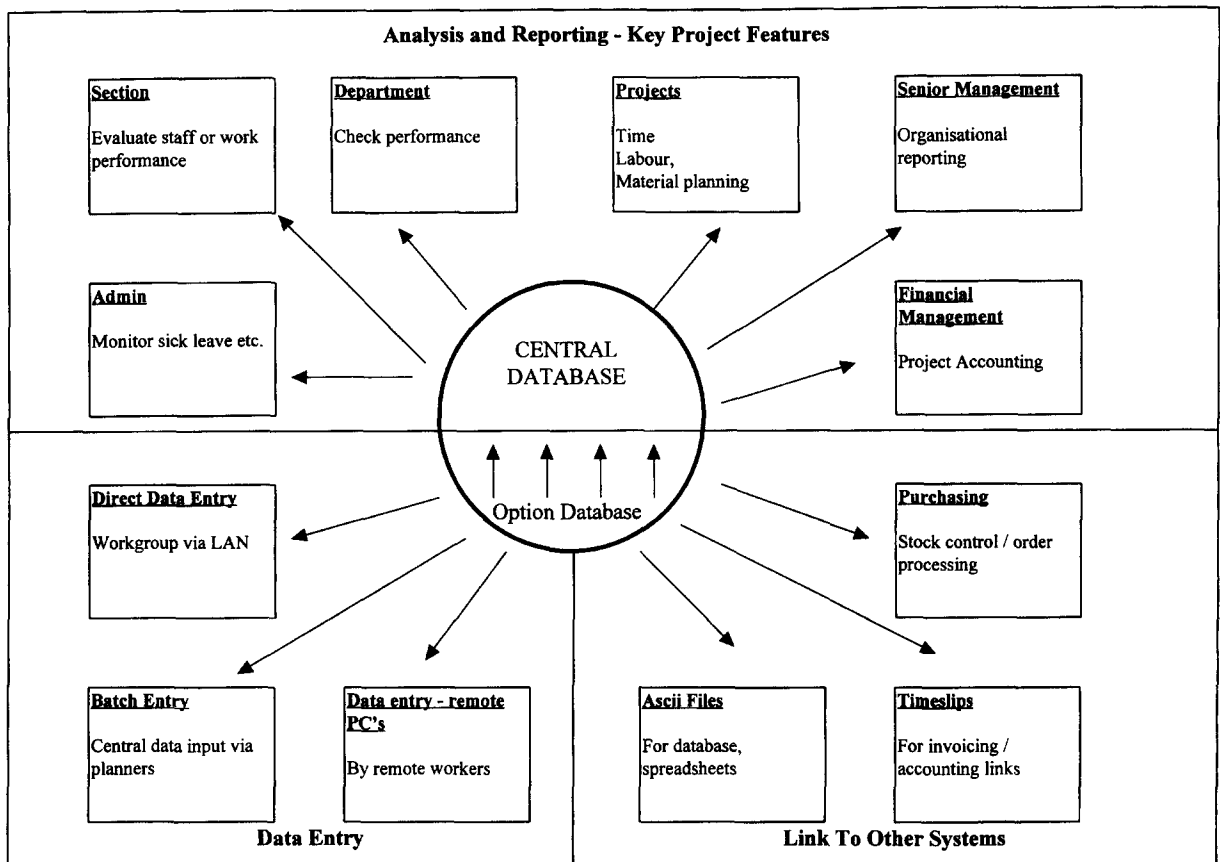 Analysis and Reporting - Key Project Features
Section
Evaluate staff or work
performance
Department
Check performance
Projects
Time
Labour,
Material planning
Senior Management
Organisational
reporting
Admin
Monitor sick leave etc.
CENTRAL
DATABASE
Financial
Management
Project Accounting
Option Database
Direct Data Entry
Workgroup via LAN
Purchasing
Stock control / order
processing
Batch Entry
Central data input via
planners
Data entry - remote
PC's
By remote workers
Ascii Files
For database,
spreadsheets
Timeslips
For invoicing /
accounting links
Data Entry
Link To Other Systems